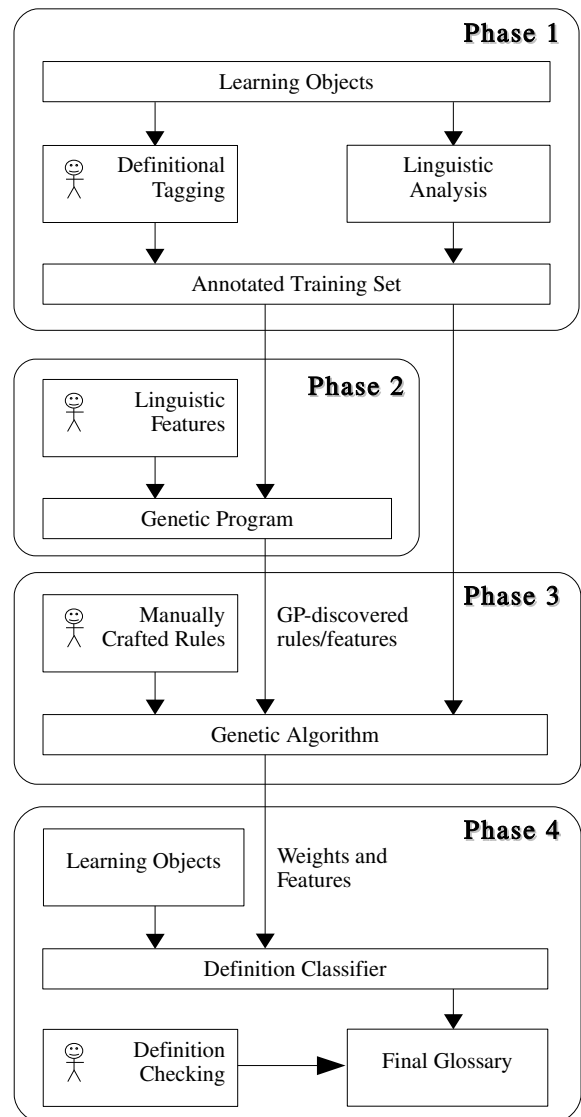 Phase 1
Learning Objects
Definitional
Tagging
Linguistic
Analysis
Annotated Training Set
Phase 2
Linguistic
Features
Genetic Program
Phase 3
Manually
Crafted Rules
GP-discovered
rules/features
Genetic Algorithm
Phase 4
Learning Objects
Weights and
Features
Definition Classifier
Definition
Checking
Final Glossary